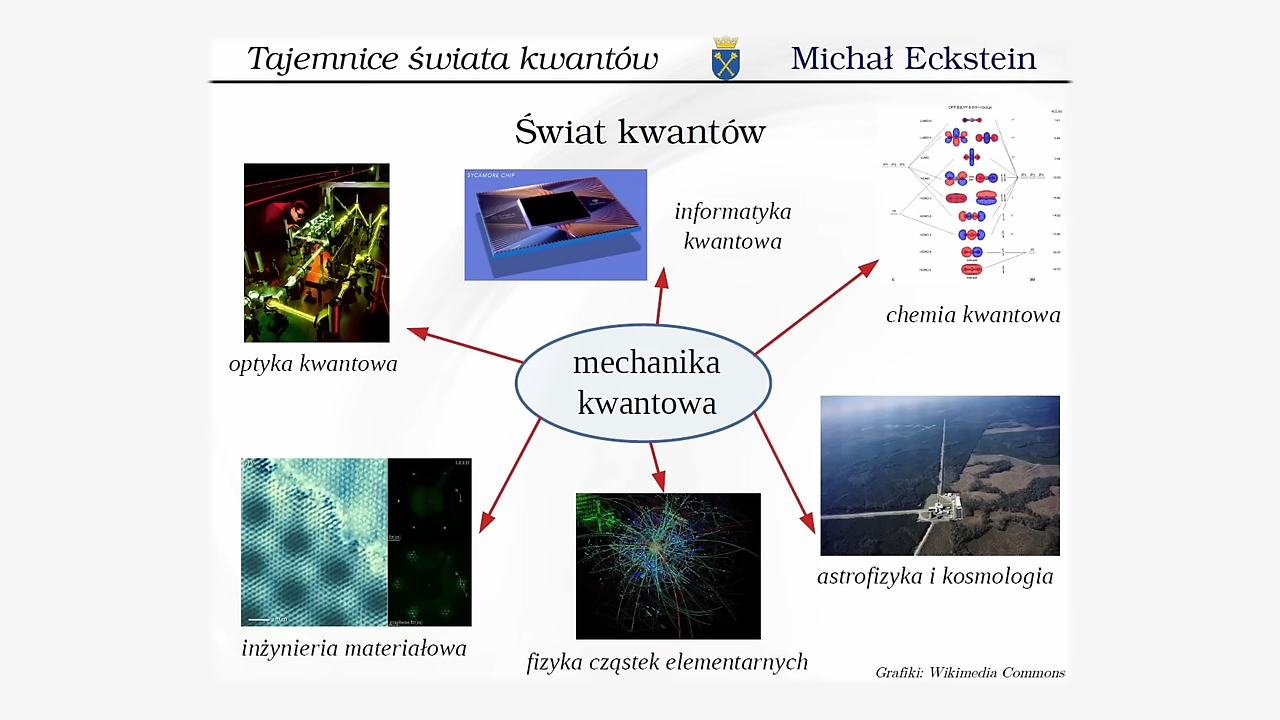 Tajemnice świata kwantów
Michał Eckstein
Świat kwantów
SYCAMORE CHIP
informatyka
kwantowa
chemia kwantowa
optyka kwantowa
mechanika
kwantowa
astrofizyka i kosmologia
LEED
inżynieria materiałowa
fizyka cząstek elementarnych
Grafiki: Wikimedia Commons